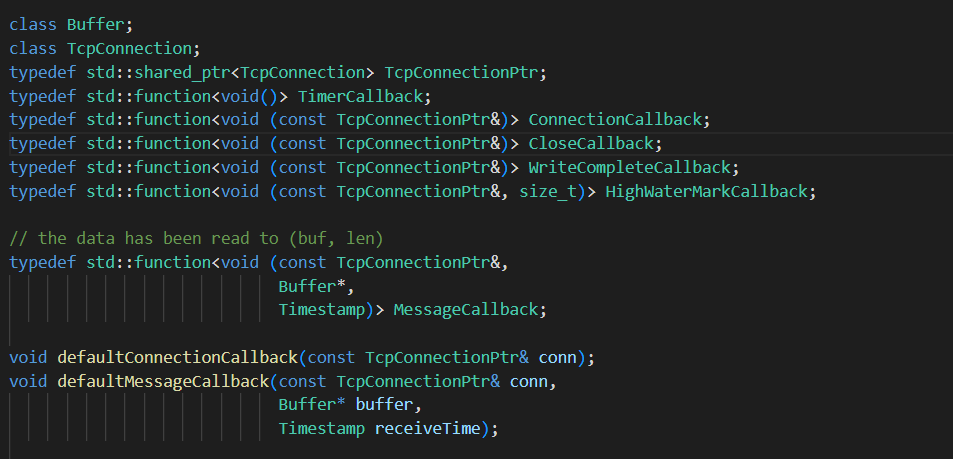 class Buffer;
class TcpConnection;
typedef std::shared_ptr<TcpConnection> TcpConnectionPtr;
typedef std::function<void()> TimerCallback;
typedef std::function<void (const TcpConnectionPtr&)> ConnectionCallback;
typedef std::function<void (const TcpConnectionPtr&)> CloseCallback;
typedef std::function<void (const TcpConnectionPtr&)> WriteCompleteCallback;
typedef std::function<void (const TcpConnectionPtr&, size_t)> HighWaterMarkCallback;

// the data has been read to (buf, len)
typedef std::function<void (const TcpConnectionPtr&,
                            Buffer*,
                            Timestamp)> MessageCallback;

void defaultConnectionCallback(const TcpConnectionPtr& conn);
void defaultMessageCallback(const TcpConnectionPtr& conn,
                            Buffer* buffer,
                            Timestamp receiveTime);